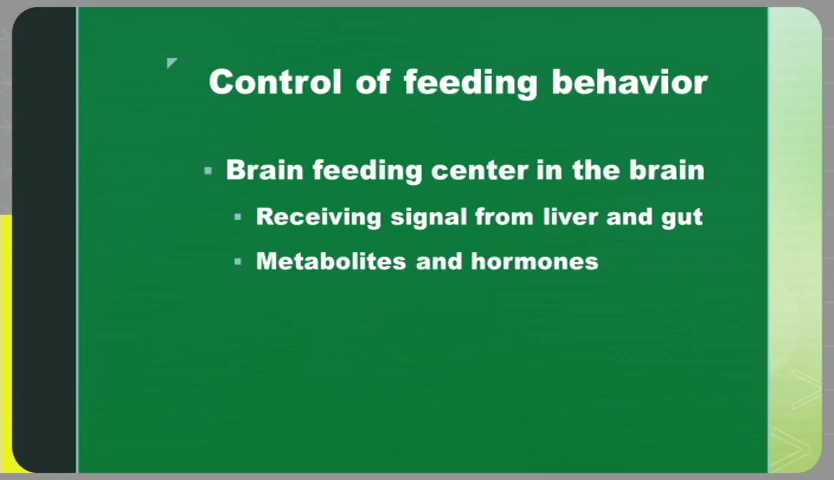 Control of feeding behavior
Brain feeding center in the brain
Receiving signal from liver and gut
Metabolites and hormones